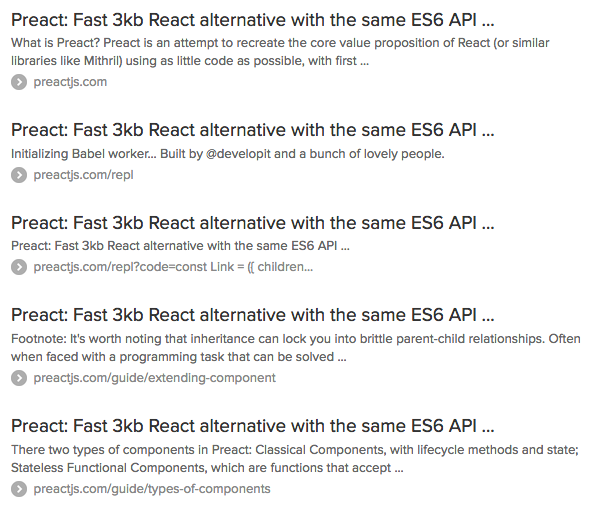 Preact: Fast 3kb React alternative with the same ES6 API ...
What is Preact? Preact is an attempt to recreate the core value proposition of React (or similar
libraries like Mithril) using as little code as possible, with first ...
preactjs.com
Preact: Fast 3kb React alternative with the same ES6 API ...
Initializing Babel worker... Built by @developit and a bunch of lovely people.
preactjs.com/repl
Preact: Fast 3kb React alternative with the same ES6 API ...
Preact: Fast 3kb React alternative with the same ES6 API ...
preactjs.com/repl?code=const Link = ({ children...
Preact: Fast 3kb React alternative with the same ES6 API ...
Footnote: It's worth noting that inheritance can lock you into brittle parent-child relationships. Often
when faced with a programming task that can be solved ...
preactjs.com/guide/extending-component
Preact: Fast 3kb React alternative with the same ES6 API ...
There two types of components in Preact: Classical Components, with lifecycle methods and state;
Stateless Functional Components, which are functions that accept ...
preactjs.com/guide/types-of-components